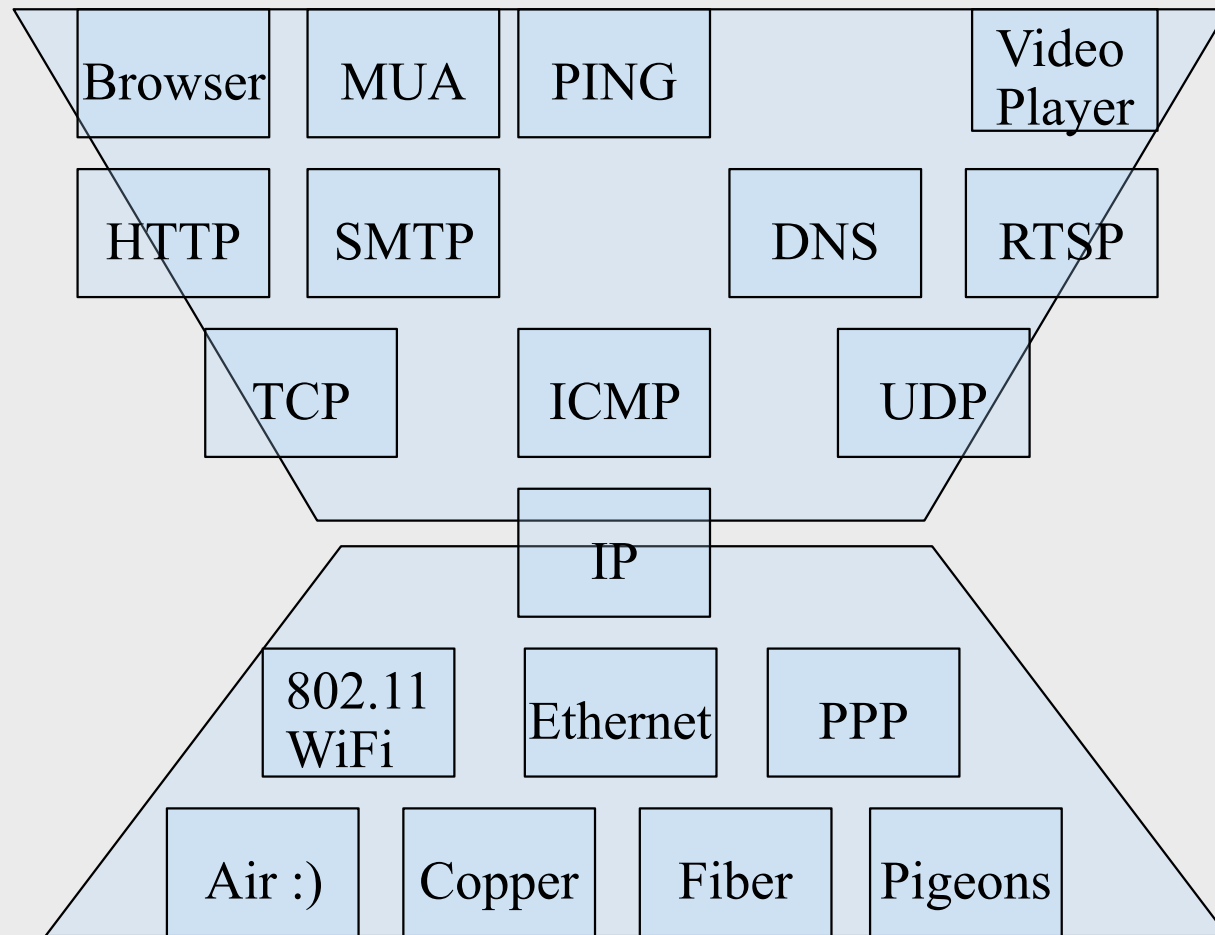 Browser
MUA
PING
Video
Player
HTTP
SMTP
DNS
RTSP
TCP
ICMP
UDP
IP
802.11
WiFi
Ethernet
PPP
Air :)
Copper
Fiber
Pigeons